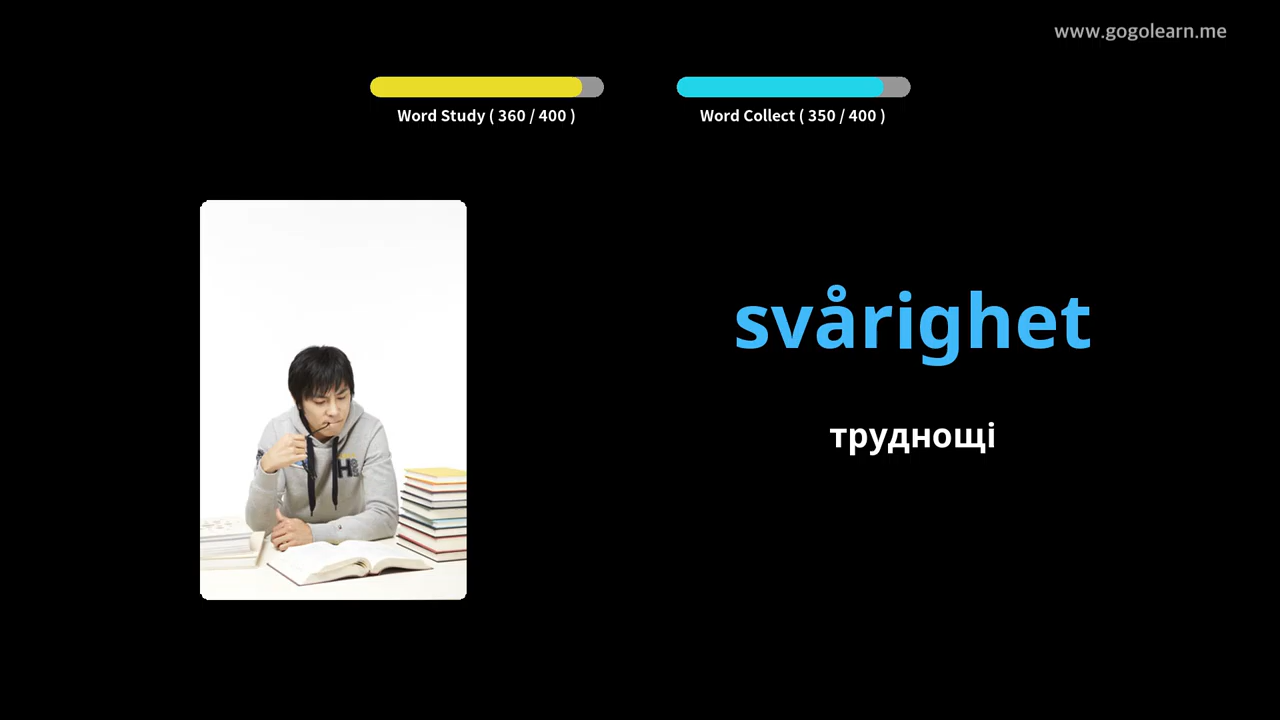 www.gogolearn.me
Word Study ( 360 / 400 )
Word Collect ( 350 / 400 )
svårighet
труднощі
H